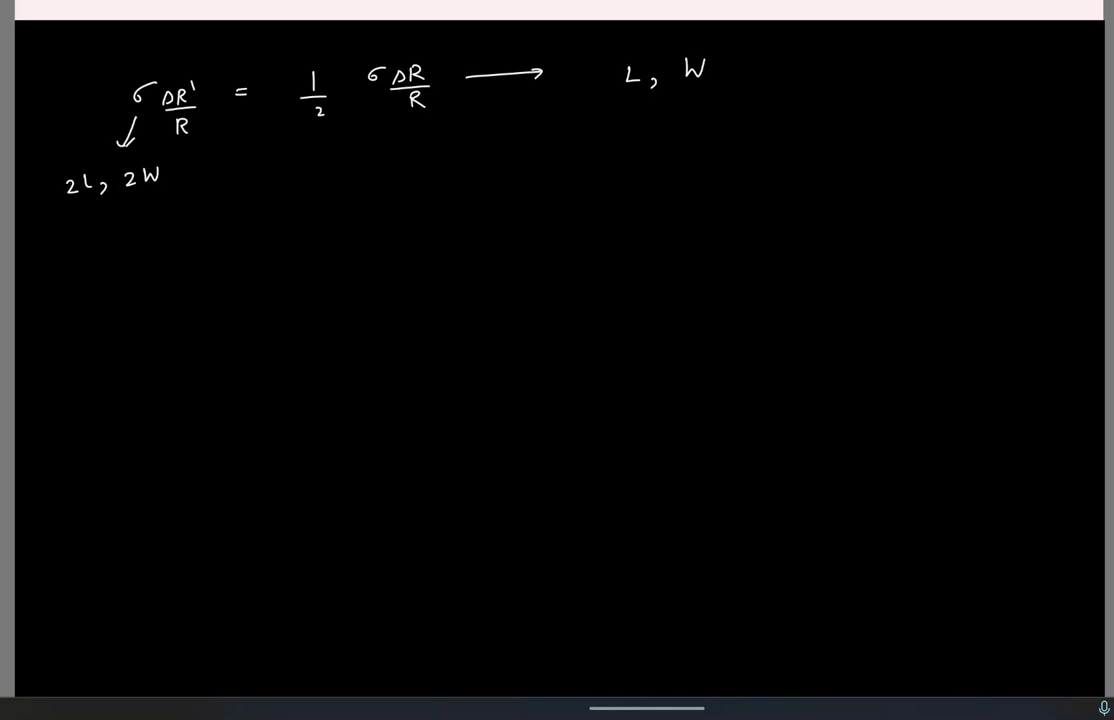 σ ΔR'/R = 1/2 σ ΔR/R ⟶ L, W
2L, 2W